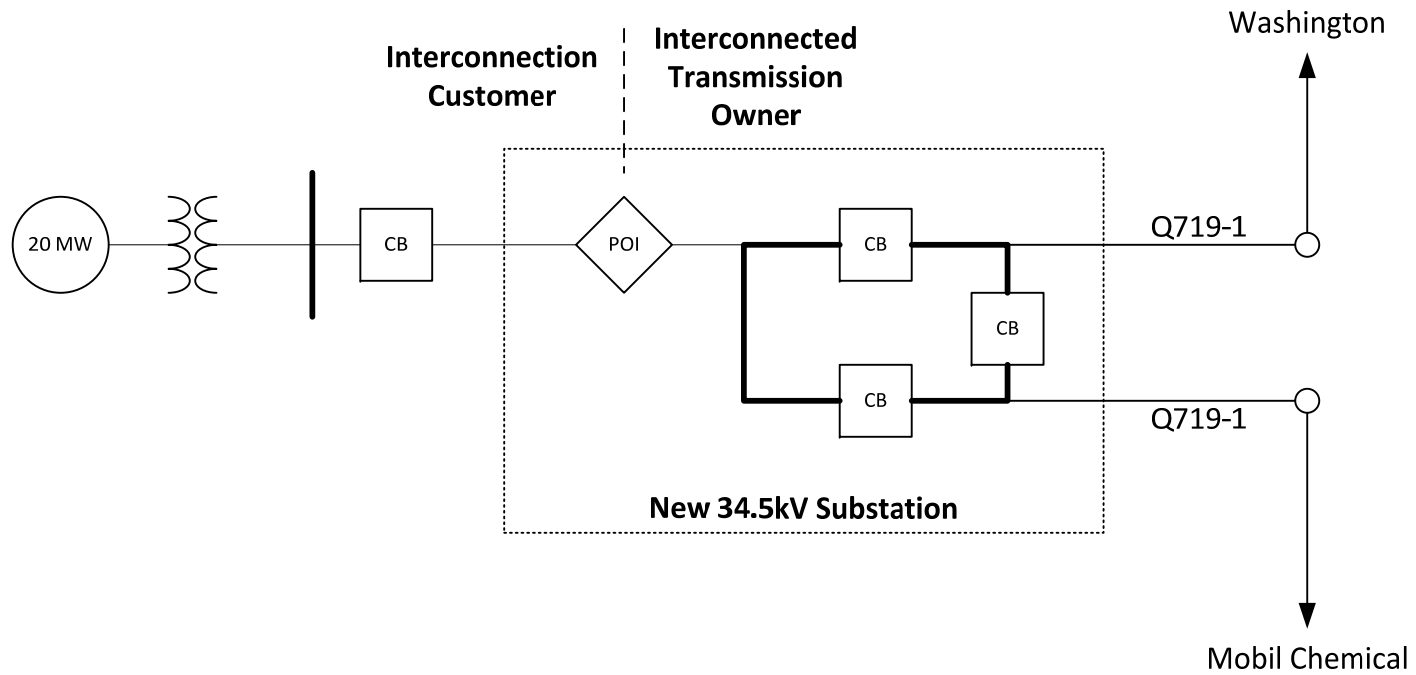 Washington
Interconnection
Customer
Interconnected
Transmission
Owner
20 MW
CB
POI
CB
Q719-1
CB
CB
Q719-1
New 34.5kV Substation
Mobil Chemical